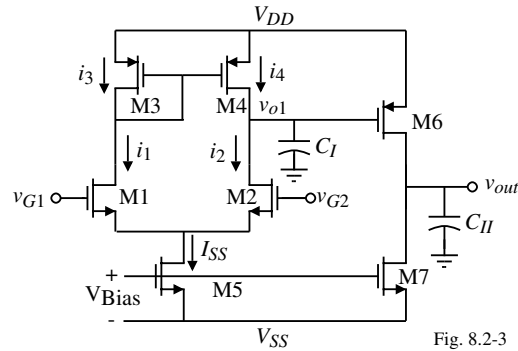 VDD
i3
i4
M3
M4
vo1
M6
i1
i2
CI
vG1
M1
M2
vG2
vout
ISS
CII
+
VBias
M5
M7
-
VSS
Fig. 8.2-3